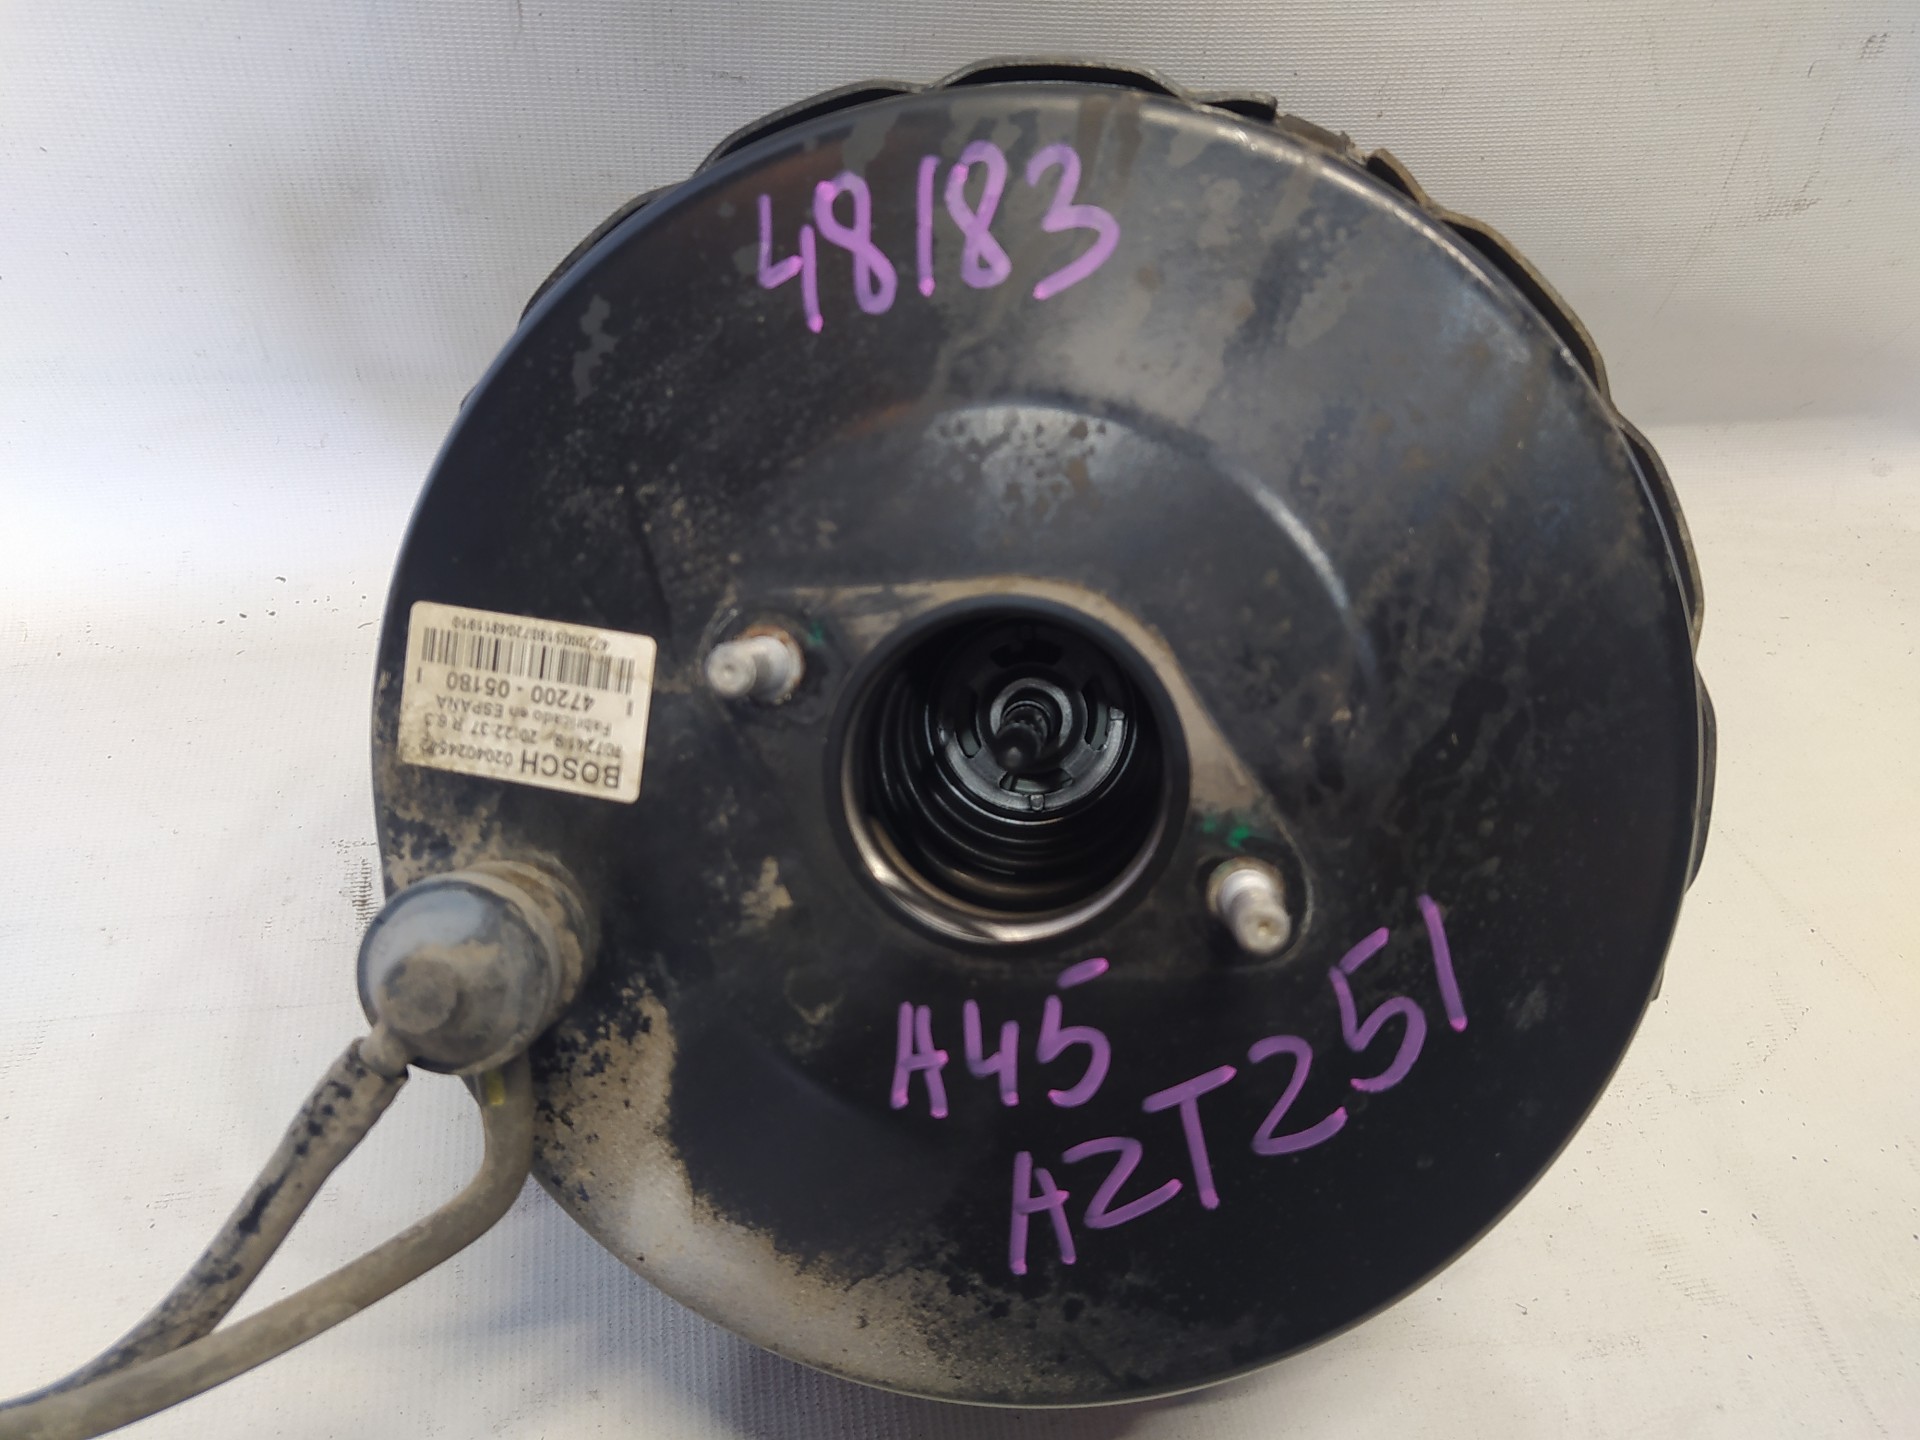 48183
BOSCH
Fabricado en ESPAÑA
47200 - 05180
A45
AZT251